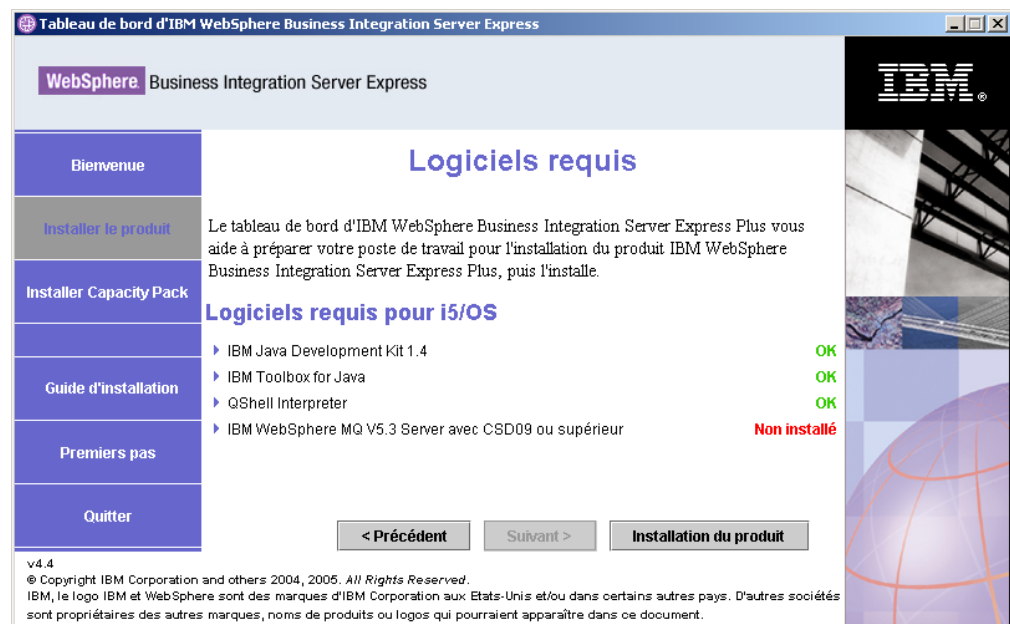 Tableau de bord d'IBM WebSphere Business Integration Server Express
WebSphere. Business Integration Server Express
IBM®
Bienvenue
Installer le produit
Installer Capacity Pack
Guide d'installation
Premiers pas
Quitter
Logiciels requis
Le tableau de bord d'IBM WebSphere Business Integration Server Express Plus vous
aide à préparer votre poste de travail pour l'installation du produit IBM WebSphere
Business Integration Server Express Plus, puis l'installe.
Logiciels requis pour i5/OS
IBM Java Development Kit 1.4 OK
IBM Toolbox for Java OK
QShell Interpreter OK
IBM WebSphere MQ V5.3 Server avec CSD09 ou supérieur Non installé
< Précédent Suivant > Installation du produit
v4.4
® Copyright IBM Corporation and others 2004, 2005. All Rights Reserved.
IBM, le logo IBM et WebSphere sont des marques d'IBM Corporation aux Etats-Unis et/ou dans certains autres pays. D'autres sociétés
sont propriétaires des autres marques, noms de produits ou logos qui pourraient apparaître dans ce document.